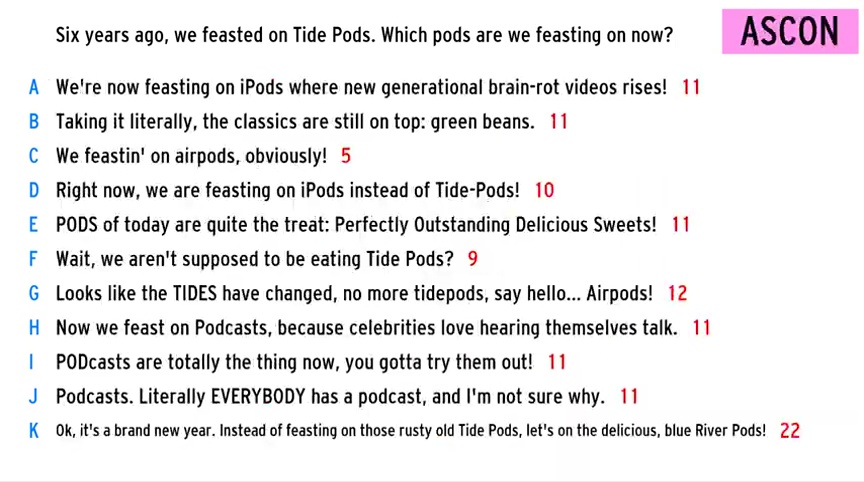 Six years ago, we feasted on Tide Pods. Which pods are we feasting on now?
ASCON
A We're now feasting on iPods where new generational brain-rot videos rises! 11
B Taking it literally, the classics are still on top: green beans. 11
C We feastin' on airpods, obviously! 5
D Right now, we are feasting on iPods instead of Tide-Pods! 10
E PODS of today are quite the treat: Perfectly Outstanding Delicious Sweets! 11
F Wait, we aren't supposed to be eating Tide Pods? 9
G Looks like the TIDES have changed, no more tidepods, say hello... Airpods! 12
H Now we feast on Podcasts, because celebrities love hearing themselves talk. 11
I PODcasts are totally the thing now, you gotta try them out! 11
J Podcasts. Literally EVERYBODY has a podcast, and I'm not sure why. 11
K Ok, it's a brand new year. Instead of feasting on those rusty old Tide Pods, let's on the delicious, blue River Pods! 22